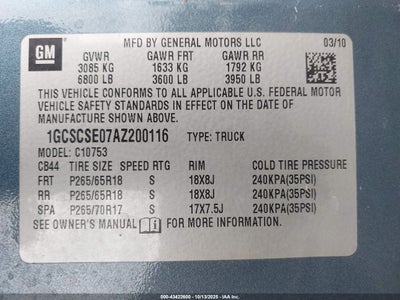 GM MFD BY GENERAL MOTORS LLC 03/10
GVWR GAWR FRT GAWR RR
3085 KG 1633 KG 1792 KG
6800 LB 3600 LB 3950 LB
THIS VEHICLE CONFORMS TO ALL APPLICABLE U.S. FEDERAL MOTOR
VEHICLE SAFETY STANDARDS IN EFFECT ON THE DATE OF
MANUFACTURE SHOWN ABOVE.
1GCSCSE07AZ200116 TYPE: TRUCK
MODEL: C10753
CB44 TIRE SIZE SPEED RTG RIM COLD TIRE PRESSURE
FRT P265/65R18 S 18X8J 240KPA(35PSI)
RR P265/65R18 S 18X8J 240KPA(35PSI)
SPA P265/70R17 S 17X7.5J 240KPA(35PSI)
SEE OWNER'S MANUAL FOR MORE INFORMATION
000-43422600 - 10/13/2025 - IAA Inc.